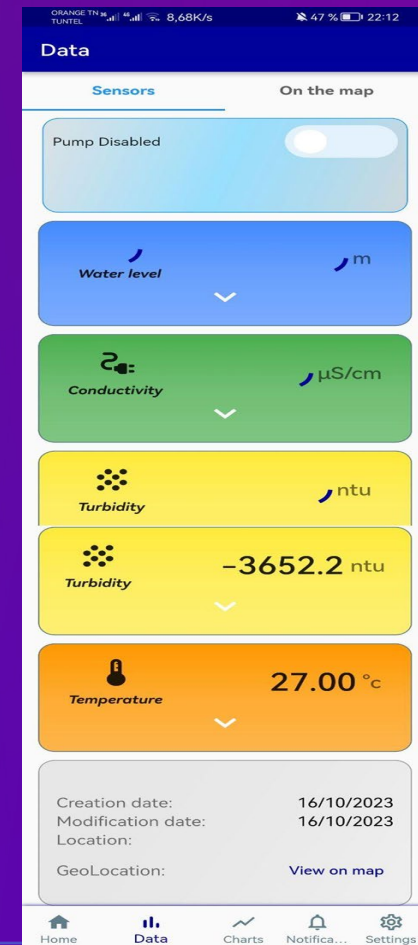 ORANGE TN 3G 4G 8,68K/s 47 % 22:12
TUNTEL
Data
Sensors On the map
Pump Disabled
Water level m
Conductivity µS/cm
Turbidity ntu
Turbidity -3652.2 ntu
Temperature 27.00 °c
Creation date: 16/10/2023
Modification date: 16/10/2023
Location:
GeoLocation: View on map
Home Data Charts Notifica... Settings